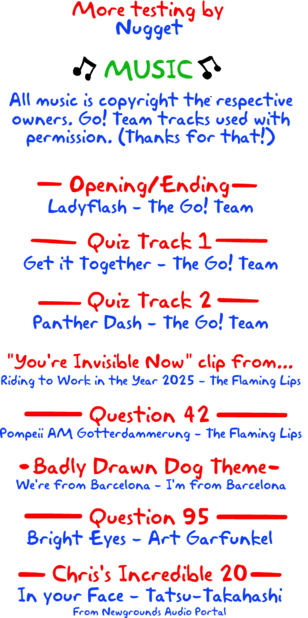 More testing by
Nugget
MUSIC
All music is copyright the respective
owners. Go! Team tracks used with
permission. (Thanks for that!)
Opening/Ending
Ladyflash - The Go! Team
Quiz Track 1
Get it Together - The Go! Team
Quiz Track 2
Panther Dash - The Go! Team
"You're Invisible Now" clip from...
Riding to Work in the Year 2025 - The Flaming Lips
Question 42
Pompeii AM Gotterdammerung - The Flaming Lips
Badly Drawn Dog Theme
We're from Barcelona - I'm from Barcelona
Question 95
Bright Eyes - Art Garfunkel
Chris's Incredible 20
In your Face - Tatsu-Takahashi
From Newgrounds Audio Portal